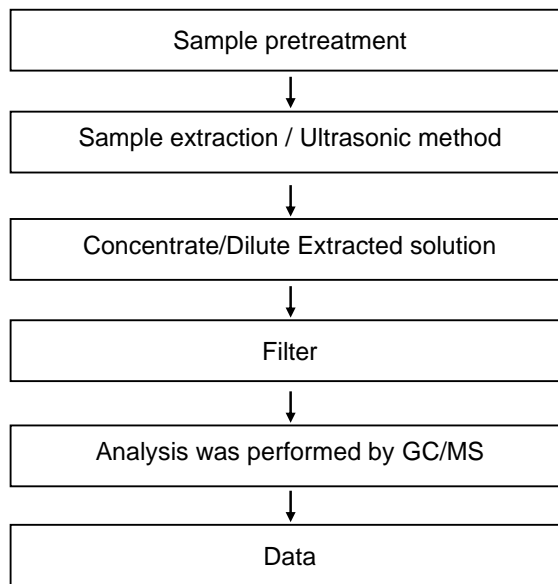 Sample pretreatment
Sample extraction / Ultrasonic method
Concentrate/Dilute Extracted solution
Filter
Analysis was performed by GC/MS
Data